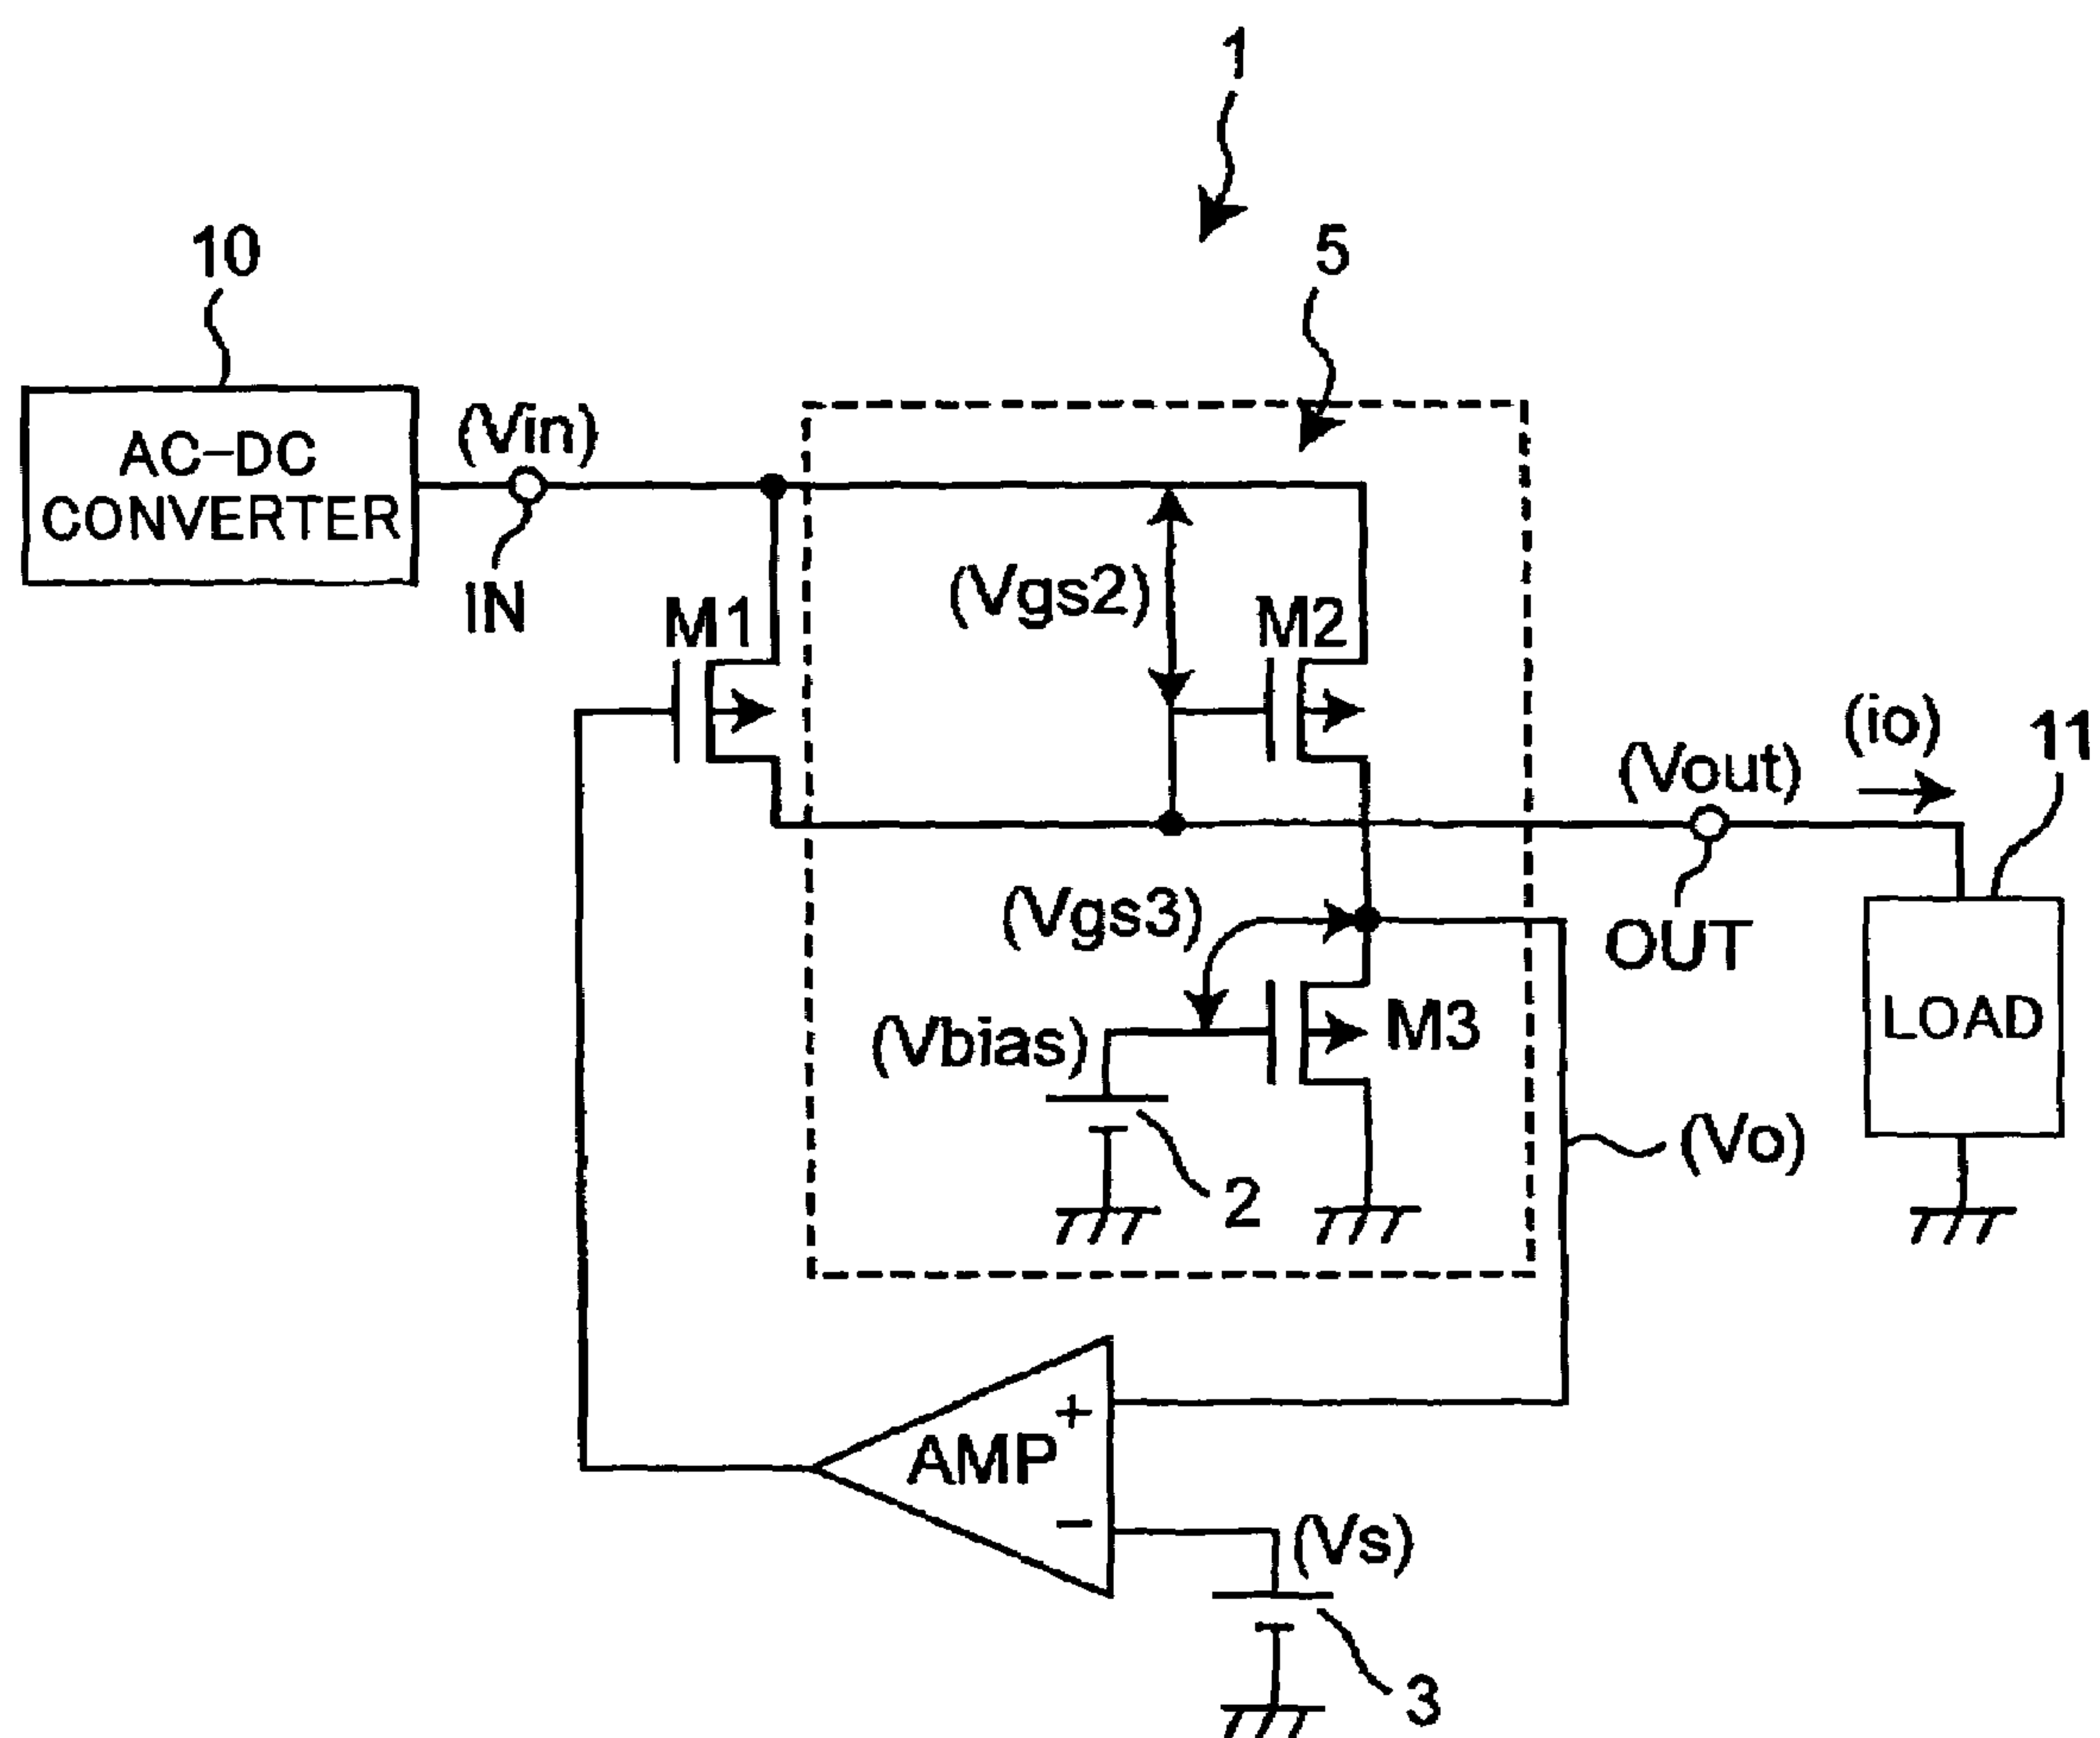 1
10
5
AC-DC
CONVERTER
(Vin)
IN
M1
(Vgs2)
M2
(Vout)
(io)
11
OUT
(Vgs3)
(Vbias)
M3
LOAD
2
(Vo)
+
AMP
−
(Vs)
3